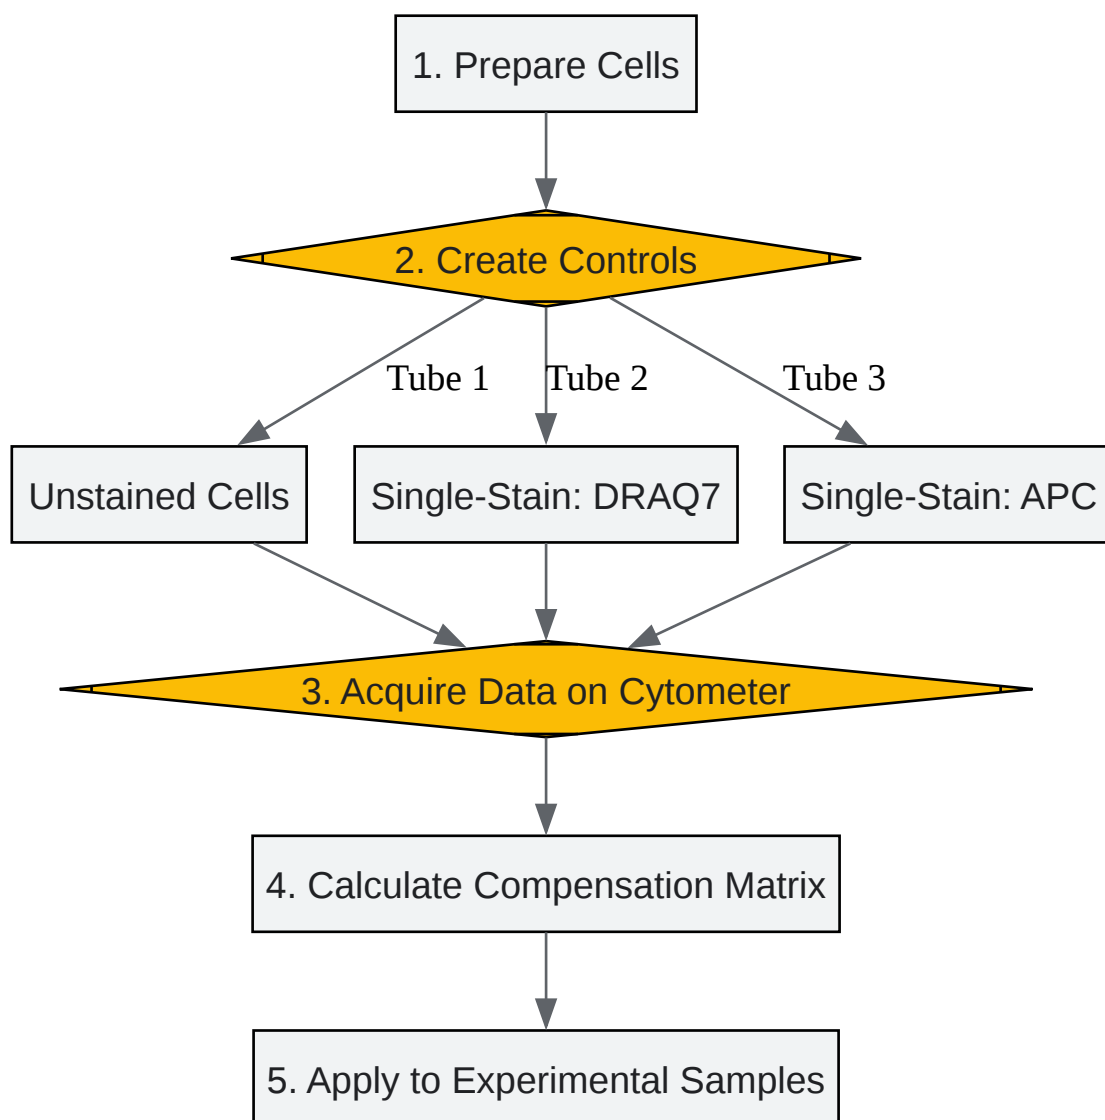 1. Prepare Cells
2. Create Controls
Tube 1
Tube 2
Tube 3
Unstained Cells
Single-Stain: DRAQ7
Single-Stain: APC
3. Acquire Data on Cytometer
4. Calculate Compensation Matrix
5. Apply to Experimental Samples